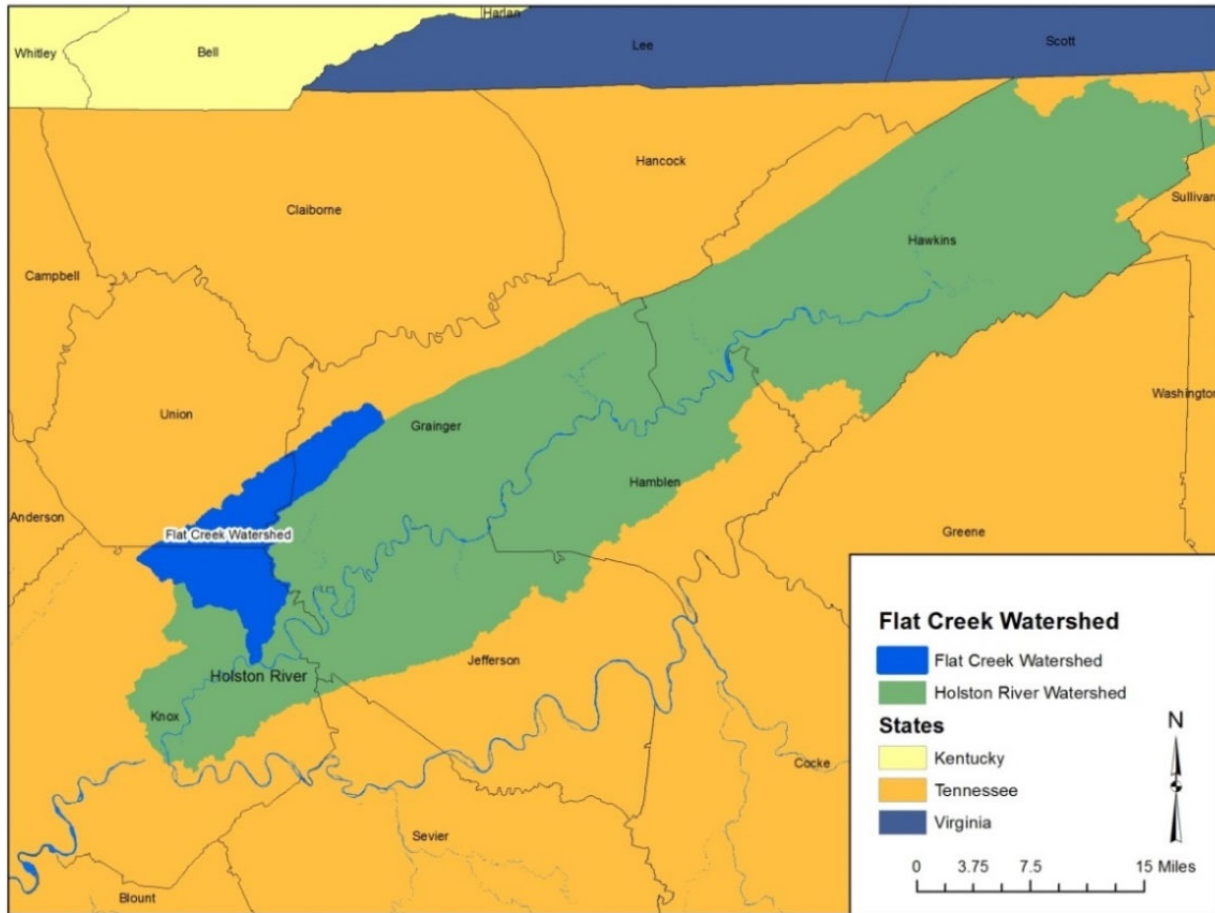 Harlan
Whitley
Bell
Lee
Scott
Hancock
Claiborne
Sullivan
Hawkins
Campbell
Washington
Union
Grainger
Hamblen
Anderson
Flat Creek Watershed
Greene
Jefferson
Holston River
Knox
Cocke
Sevier
Blount
Flat Creek Watershed
Flat Creek Watershed
Holston River Watershed
States
Kentucky
Tennessee
Virginia
N
0 3.75 7.5 15 Miles